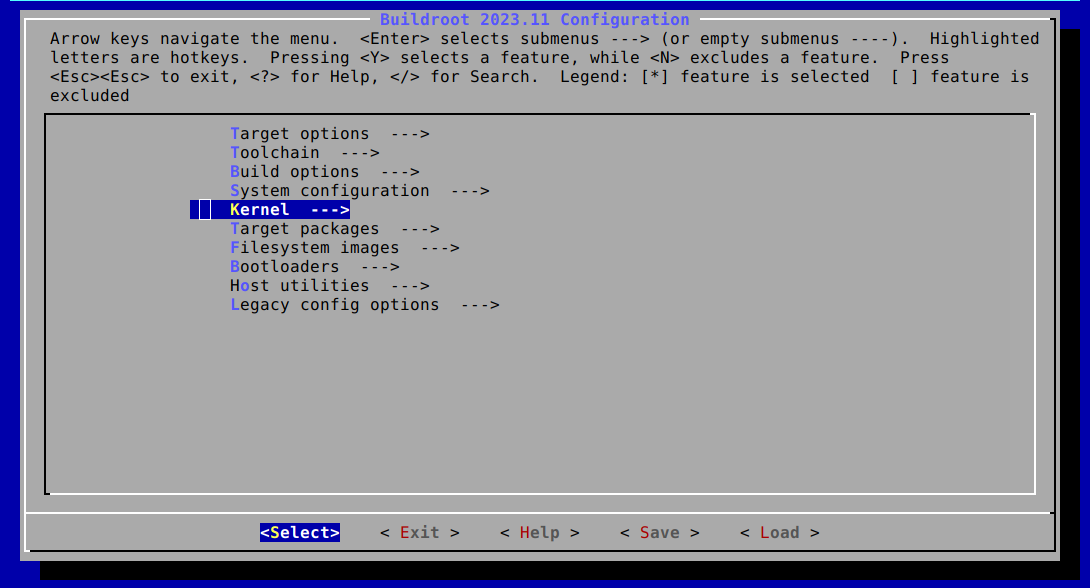 Buildroot 2023.11 Configuration
Arrow keys navigate the menu.  <Enter> selects submenus ---> (or empty submenus ----).  Highlighted
letters are hotkeys.  Pressing <Y> selects a feature, while <N> excludes a feature.  Press
<Esc><Esc> to exit, <?> for Help, </> for Search.  Legend: [*] feature is selected  [ ] feature is
excluded
Target options  --->
Toolchain  --->
Build options  --->
System configuration  --->
Kernel  --->
Target packages  --->
Filesystem images  --->
Bootloaders  --->
Host utilities  --->
Legacy config options  --->
<Select>    < Exit >    < Help >    < Save >    < Load >